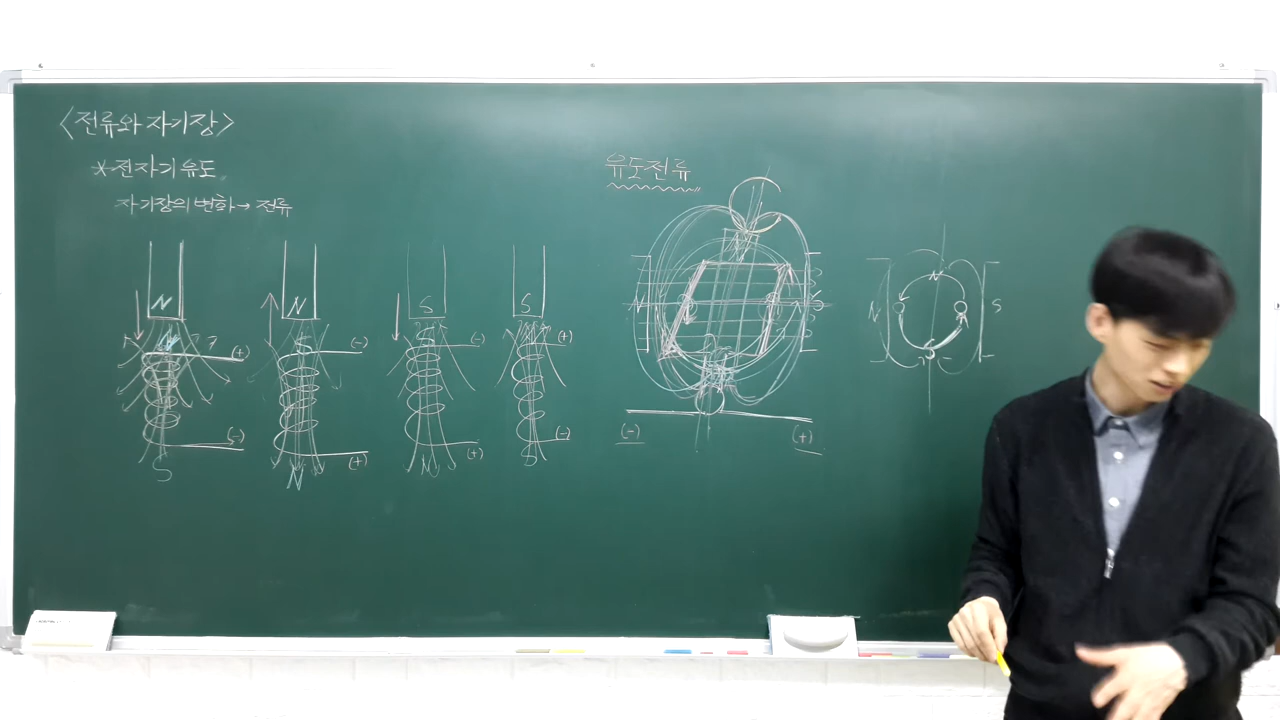 <전류와 자기장>
*전자기유도
자기장의 변화→ 전류
유도전류
N N S S
N S S
(+) (-) (-) (+)
(-) (+) (+) (-)
S N N S
N
(-) (+)
N
N S
S